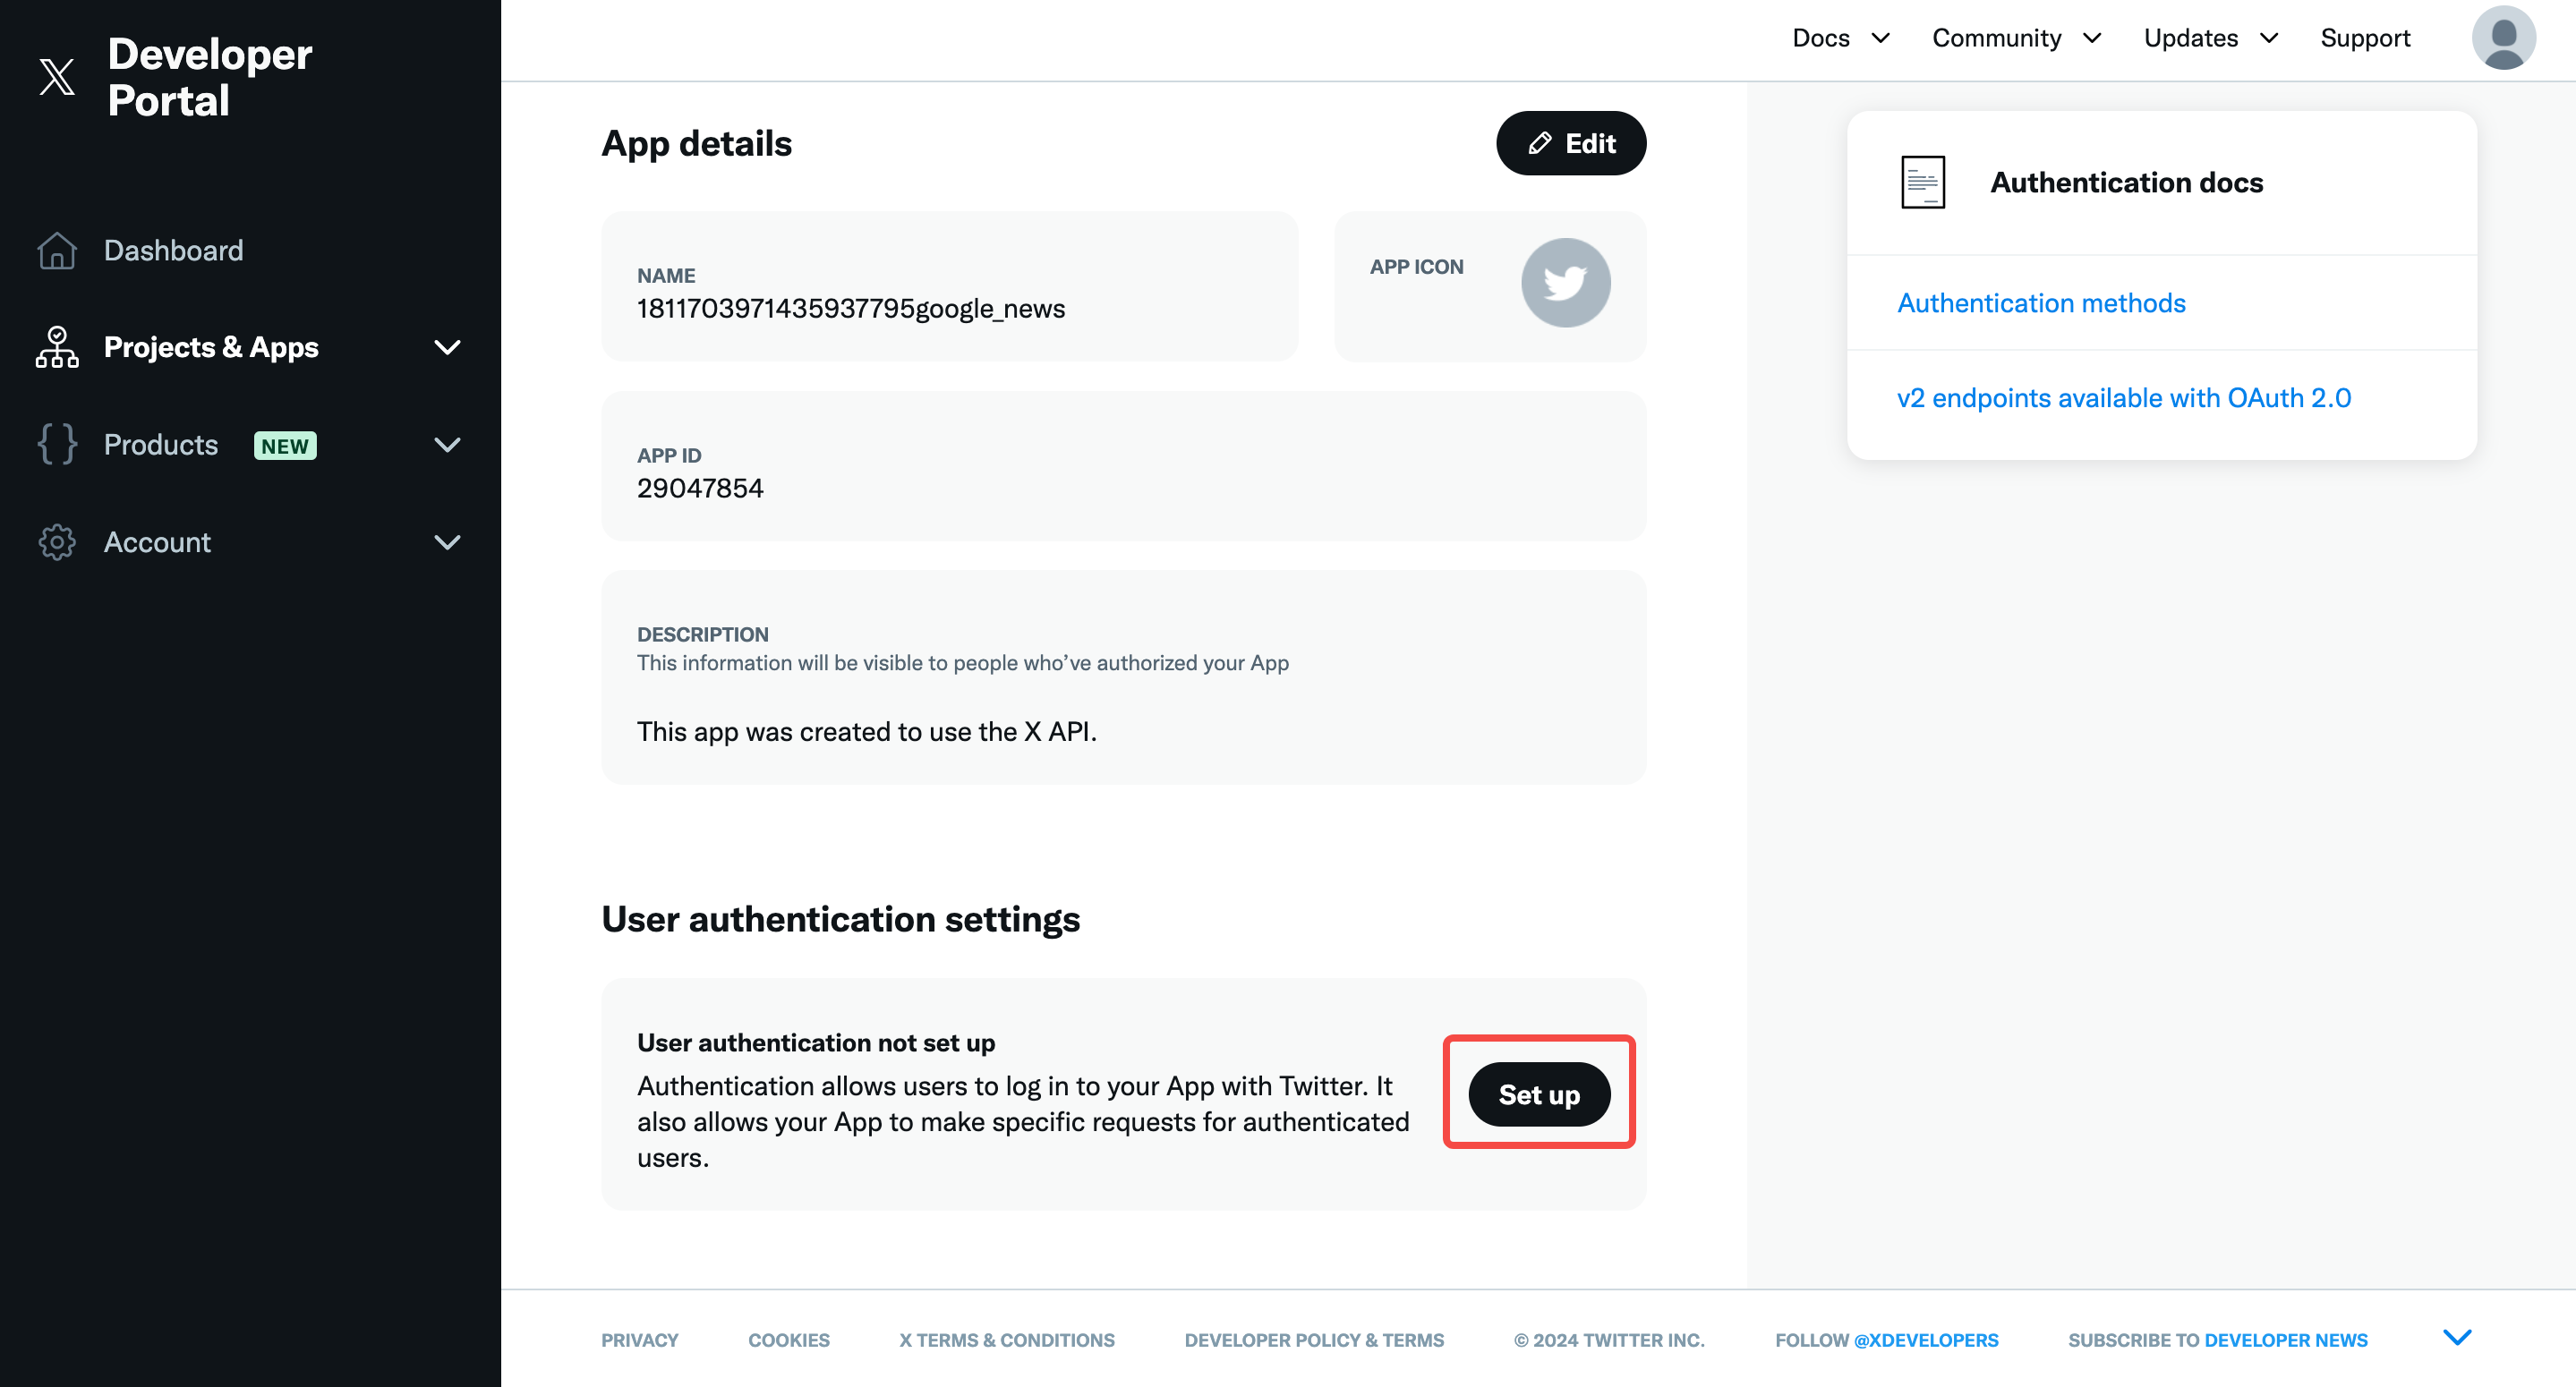 Developer
Portal
Docs
Community
Updates
Support
Dashboard
Projects & Apps
Products NEW
Account
App details
Edit
NAME
1811703971435937795google_news
APP ICON
APP ID
29047854
DESCRIPTION
This information will be visible to people who’ve authorized your App
This app was created to use the X API.
User authentication settings
User authentication not set up
Authentication allows users to log in to your App with Twitter. It
also allows your App to make specific requests for authenticated
users.
Set up
Authentication docs
Authentication methods
v2 endpoints available with OAuth 2.0
PRIVACY
COOKIES
X TERMS & CONDITIONS
DEVELOPER POLICY & TERMS
© 2024 TWITTER INC.
FOLLOW @XDEVELOPERS
SUBSCRIBE TO DEVELOPER NEWS